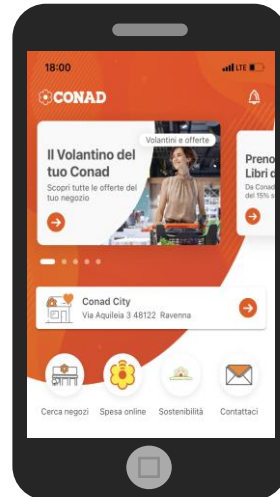 18:00
LTE
CONAD
Volantini e offerte
Il Volantino del
tuo Conad
Scopri tutte le offerte del
tuo negozio
Preno
Libri d
Da Conad
del 15% s
Conad City
Via Aquileia 3 48122 Ravenna
Cerca negozi
Spesa online
Sostenibilità
Contattaci